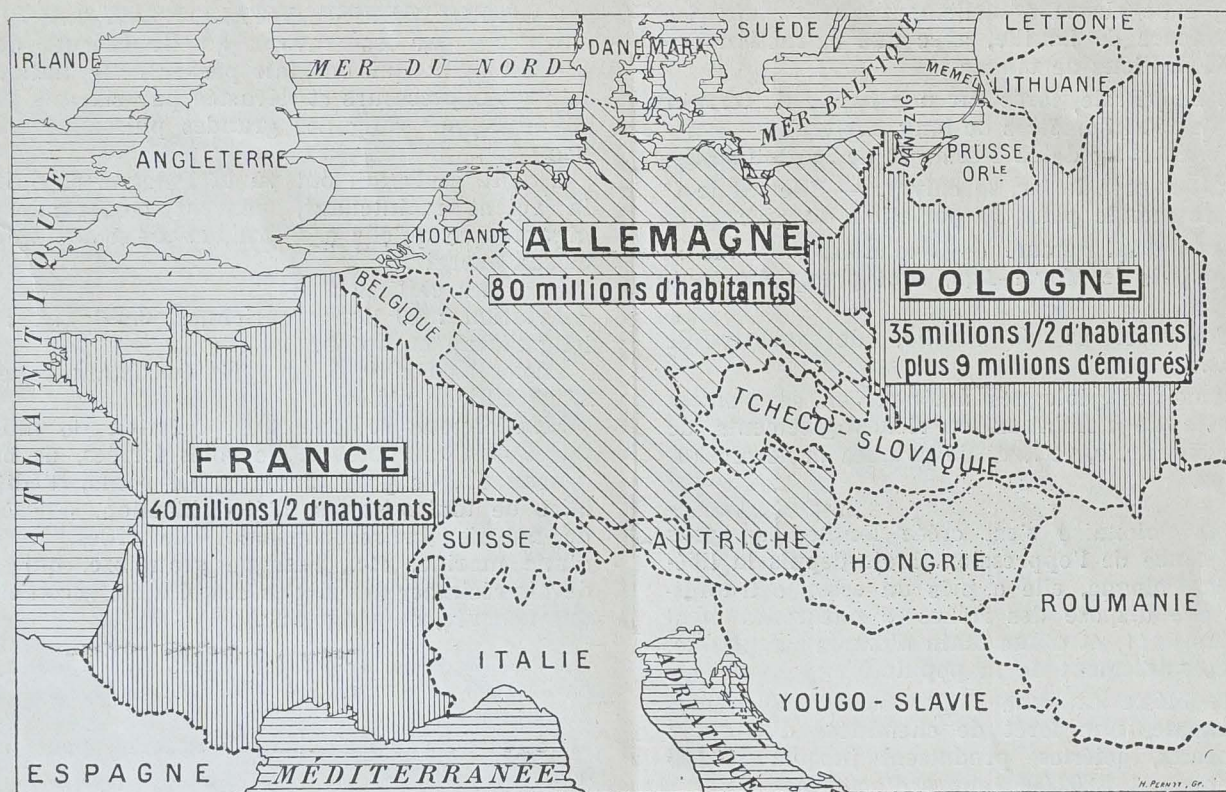 IRLANDE
MER DU NORD
DANEMARK
SUÈDE
LETTONIE
MER BALTIQUE
MEMEL
LITHUANIE
ANGLETERRE
DANTZIG
PRUSSE
ORLE
ATLANTIQUE
HOLLANDE
ALLEMAGNE
80 millions d'habitants
BELGIQUE
POLOGNE
35 millions 1/2 d'habitants
(plus 9 millions d'émigrés)
TCHECO-SLOVAQUIE
FRANCE
40 millions 1/2 d'habitants
SUISSE
AUTRICHE
HONGRIE
ROUMANIE
ITALIE
ADRIATIQUE
YOUGO-SLAVIE
ESPAGNE
MÉDITERRANÉE